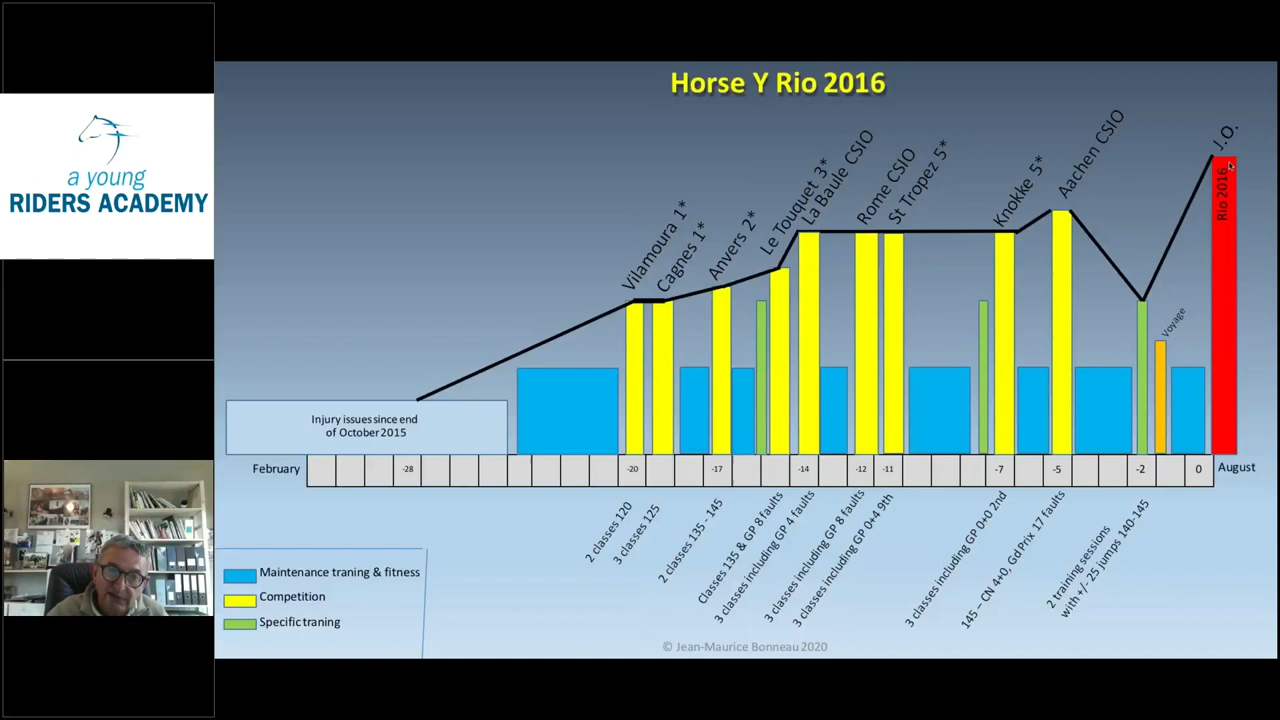 a young
RIDERS ACADEMY
Horse Y Rio 2016
Vilamoura 1*
Cagnes 1*
Anvers 2*
Le Touquet 3*
La Baule CSIO
Rome CSIO
St Tropez 5*
Knokke 5*
Aachen CSIO
J.O.
Rio 2016
Voyage
Injury issues since end
of October 2015
February
-28
-20
-17
-14
-12
-11
-7
-5
-2
0
August
2 classes 120
3 classes 125
2 classes 135 - 145
Classes 135 & GP 8 faults
3 classes including GP 4 faults
3 classes including GP 8 faults
3 classes including GP 0+4 9th
3 classes including GP 0+0 2nd
145 – CN 4+0, Gd Prix 17 faults
2 training sessions
with +/- 25 jumps 140-145
Maintenance traning & fitness
Competition
Specific traning
© Jean-Maurice Bonneau 2020